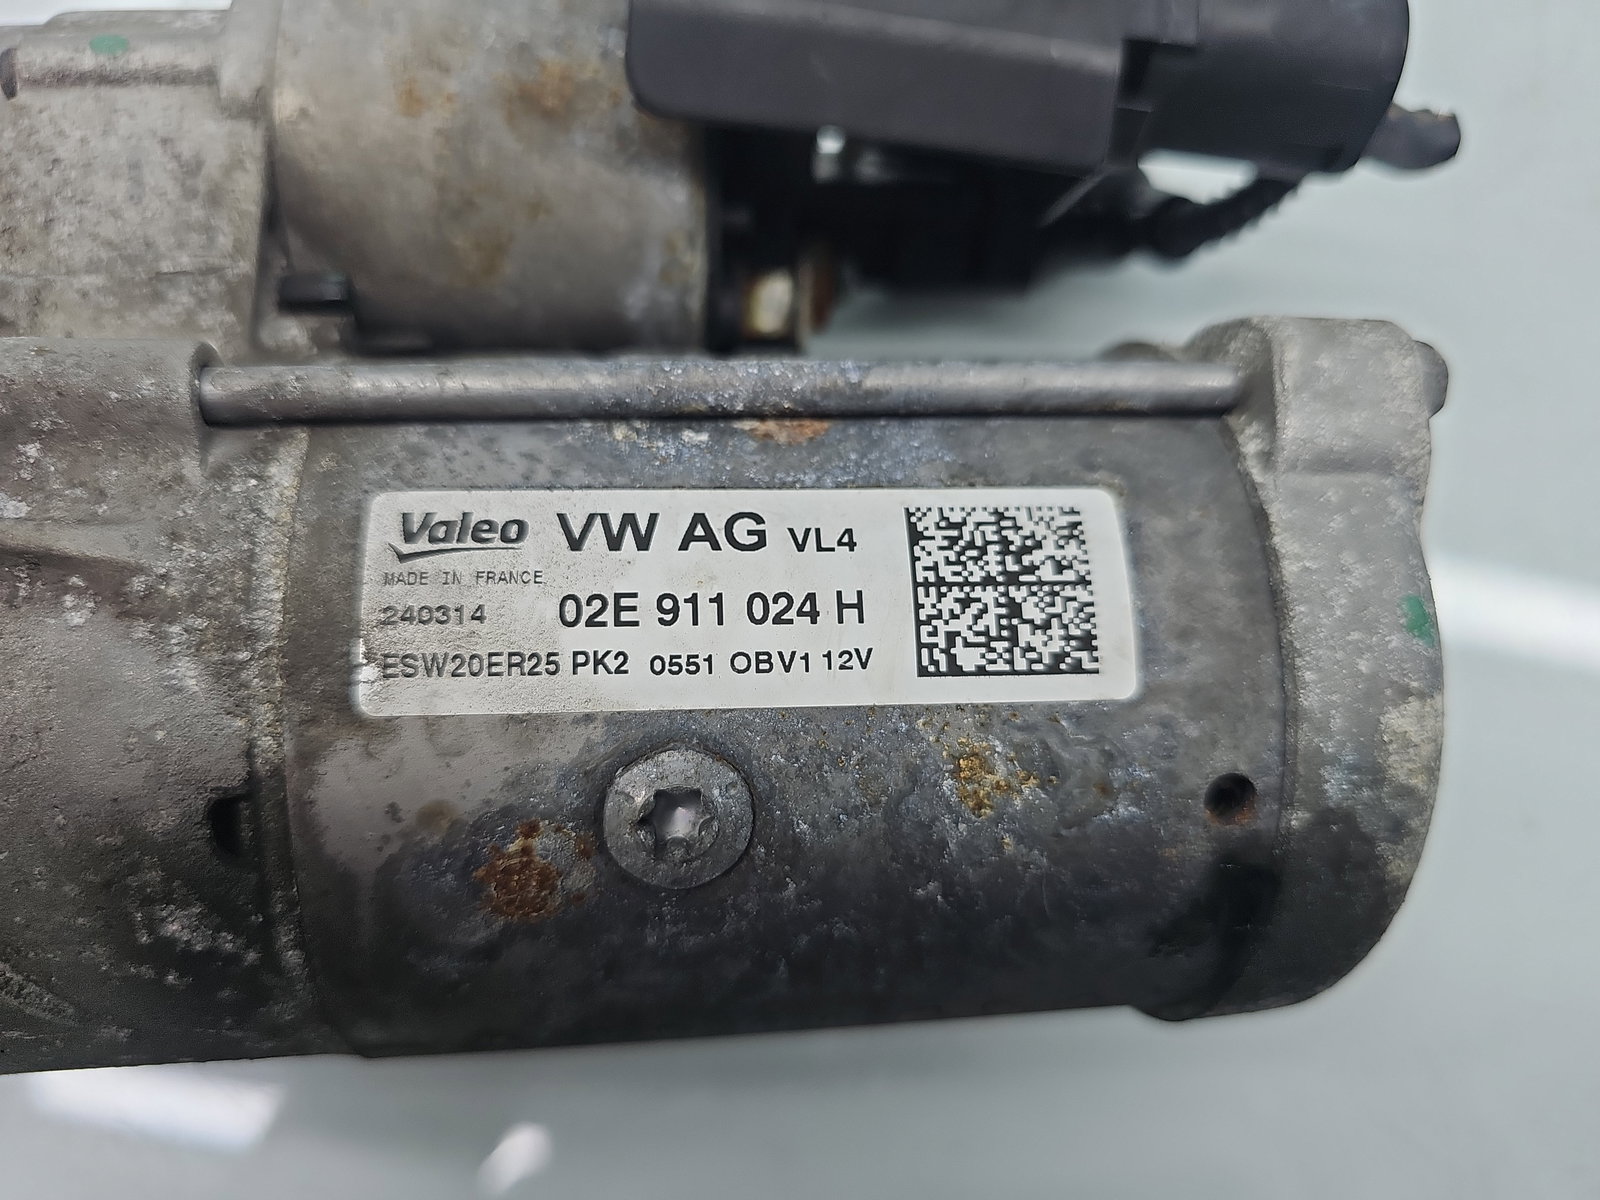 Valeo VW AG VL4
MADE IN FRANCE
240314 02E 911 024 H
ESW20ER25 PK2 0551 OBV1 12V